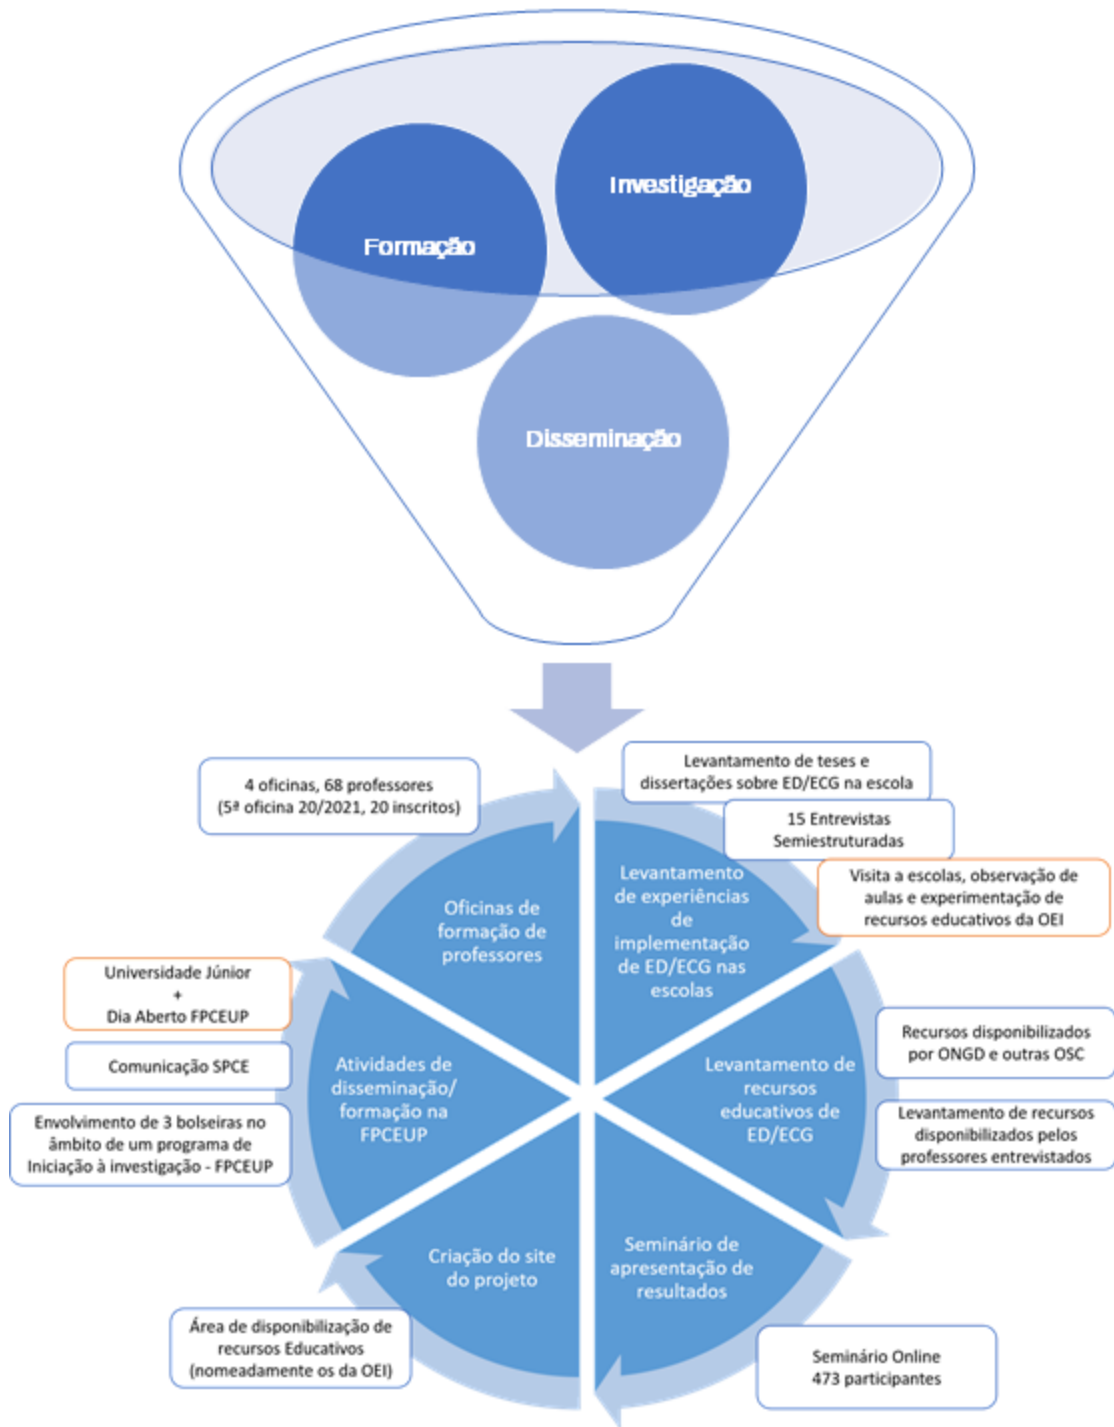 Investigação
Formação
Disseminação
4 oficinas, 68 professores
(5ª oficina 20/2021, 20 inscritos)
Levantamento de teses e
dissertações sobre ED/ECG na escola
15 Entrevistas
Semiestruturadas
Visita a escolas, observação de
aulas e experimentação de
recursos educativos da OEI
Oficinas de
formação de
professores
Levantamento
de experiências
de
implementação
de ED/ECG nas
escolas
Universidade Júnior
+
Dia Aberto FPCEUP
Comunicação SPCE
Envolvimento de 3 bolseiras no
âmbito de um programa de
Iniciação à investigação - FPCEUP
Atividades de
disseminação/
formação na
FPCEUP
Levantamento de
recursos
educativos de
ED/ECG
Recursos disponibilizados
por ONGD e outras OSC
Levantamento de recursos
disponibilizados pelos
professores entrevistados
Criação do site
do projeto
Seminário de
apresentação de
resultados
Área de disponibilização de
recursos Educativos
(nomeadamente os da OEI)
Seminário Online
473 participantes